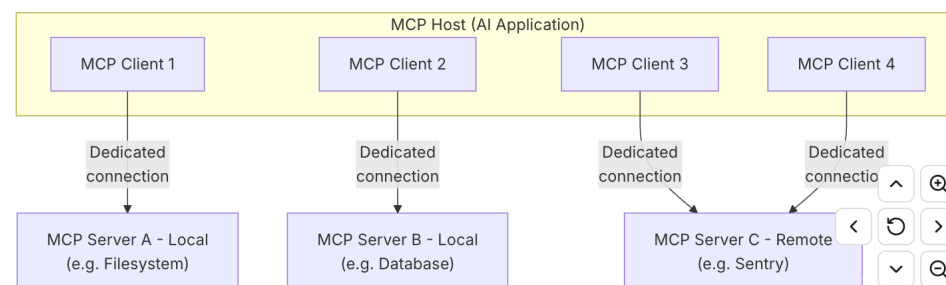 MCP Host (AI Application)
MCP Client 1
MCP Client 2
MCP Client 3
MCP Client 4
Dedicated
connection
Dedicated
connection
Dedicated
connection
Dedicated
connection
MCP Server A - Local
(e.g. Filesystem)
MCP Server B - Local
(e.g. Database)
MCP Server C - Remote
(e.g. Sentry)